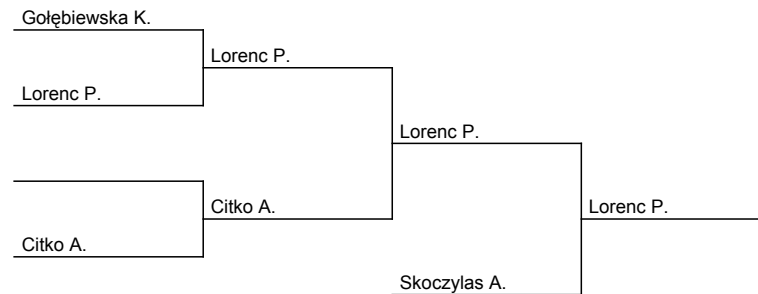 Gołębiewska K.
Lorenc P.
Lorenc P.
Lorenc P.
Citko A.
Lorenc P.
Citko A.
Skoczylas A.